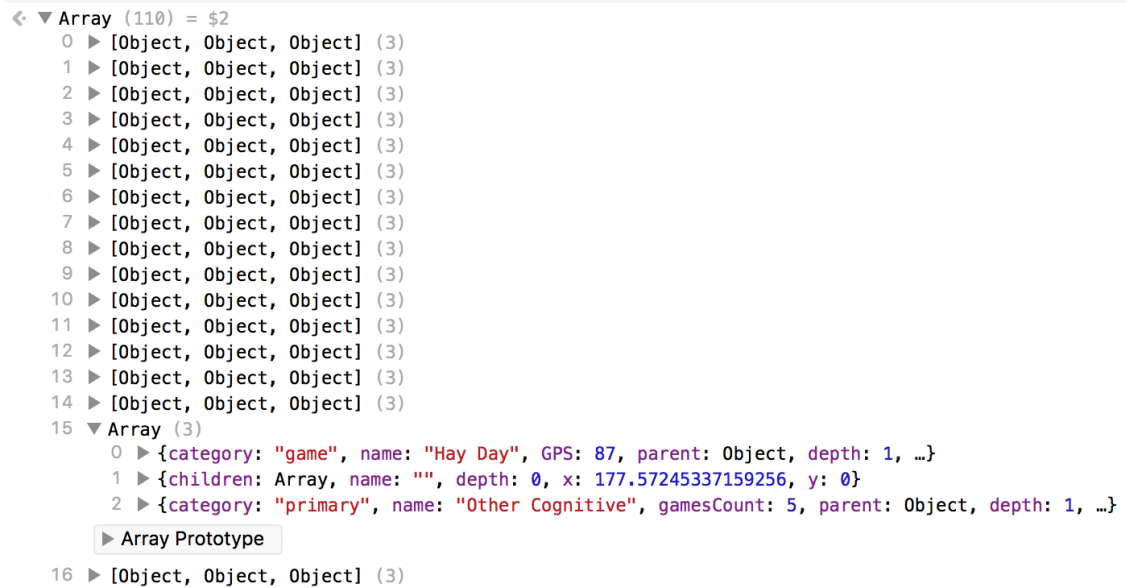 Array (110) = $2
0 [Object, Object, Object] (3)
1 [Object, Object, Object] (3)
2 [Object, Object, Object] (3)
3 [Object, Object, Object] (3)
4 [Object, Object, Object] (3)
5 [Object, Object, Object] (3)
6 [Object, Object, Object] (3)
7 [Object, Object, Object] (3)
8 [Object, Object, Object] (3)
9 [Object, Object, Object] (3)
10 [Object, Object, Object] (3)
11 [Object, Object, Object] (3)
12 [Object, Object, Object] (3)
13 [Object, Object, Object] (3)
14 [Object, Object, Object] (3)
15 Array (3)
0 {category: "game", name: "Hay Day", GPS: 87, parent: Object, depth: 1, …}
1 {children: Array, name: "", depth: 0, x: 177.57245337159256, y: 0}
2 {category: "primary", name: "Other Cognitive", gamesCount: 5, parent: Object, depth: 1, …}
Array Prototype
16 [Object, Object, Object] (3)